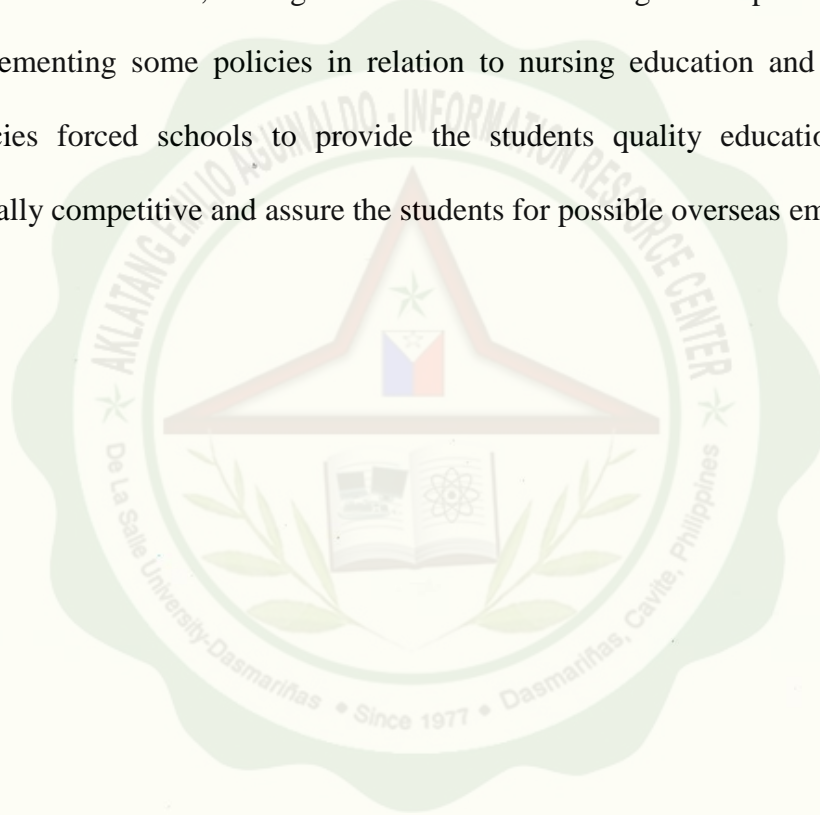 ementing some policies in relation to nursing education and
cies forced schools to provide the students quality educatio
ally competitive and assure the students for possible overseas em
AKLATANG EMILIO AGUINALDO - INFORMATION RESOURCE CENTER
De La Salle University-Dasmariñas • Since 1977 • Dasmariñas, Cavite, Philippines